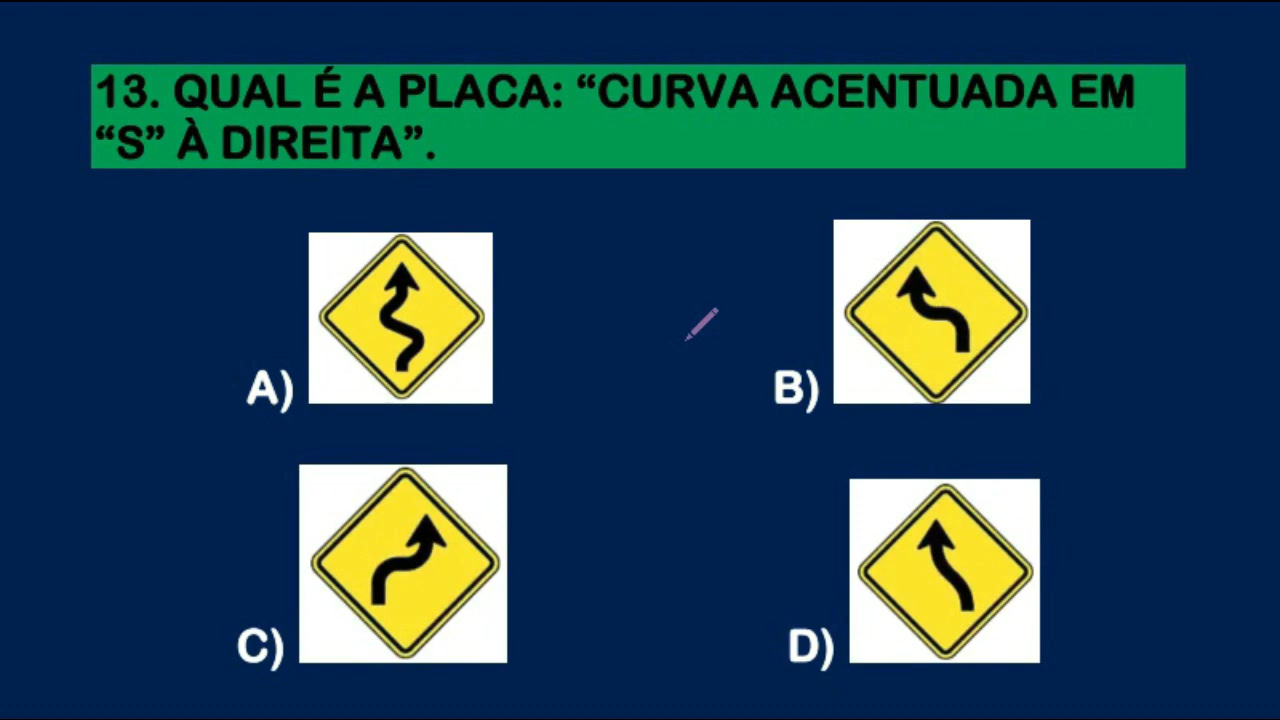 13. QUAL É A PLACA: “CURVA ACENTUADA EM
“S” À DIREITA”.
A)
B)
C)
D)